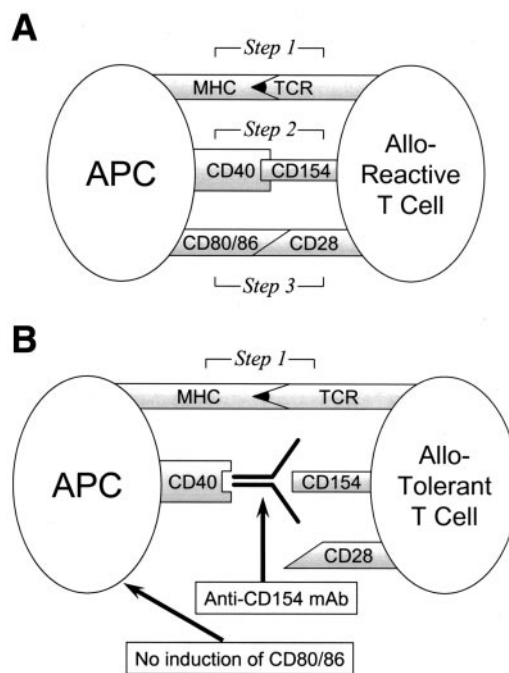 A
Step 1
MHC TCR
Step 2
APC
CD40 CD154
Allo-
Reactive
T Cell
CD80/86 CD28
Step 3
B
Step 1
MHC TCR
APC
CD40
CD154
Allo-
Tolerant
T Cell
CD28
Anti-CD154 mAb
No induction of CD80/86